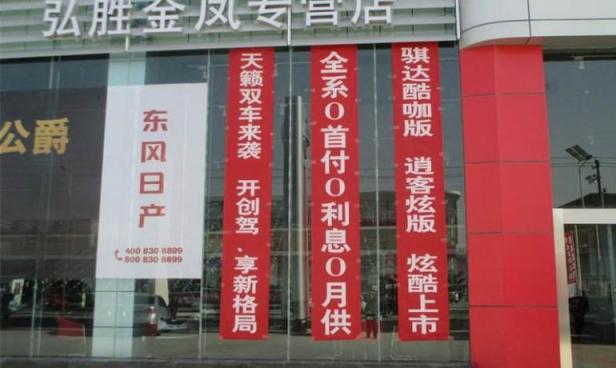 弘胜金凤专营店
公爵
东风日产
400 830 8899
800 830 8899
天籁双车来袭 开创驾、享新格局
全系0首付0利息0月供
骐达酷咖版 逍客炫版 炫酷上市